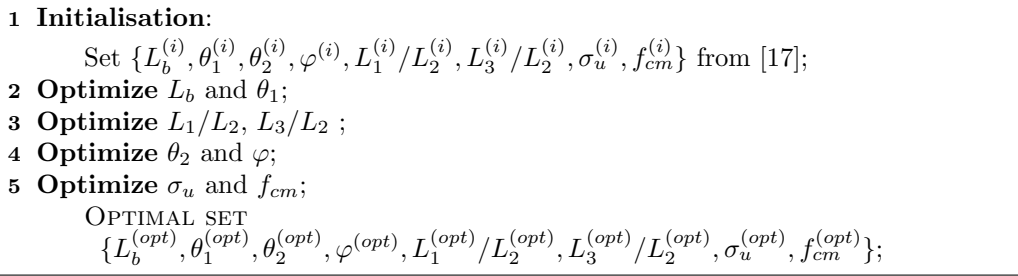 1 Initialisation:
Set {L_b^{(i)}, θ_1^{(i)}, θ_2^{(i)}, φ^{(i)}, L_1^{(i)}/L_2^{(i)}, L_3^{(i)}/L_2^{(i)}, σ_u^{(i)}, f_{cm}^{(i)}} from [17];
2 Optimize L_b and θ_1;
3 Optimize L_1/L_2, L_3/L_2 ;
4 Optimize θ_2 and φ;
5 Optimize σ_u and f_{cm};
OPTIMAL SET
{L_b^{(opt)}, θ_1^{(opt)}, θ_2^{(opt)}, φ^{(opt)}, L_1^{(opt)}/L_2^{(opt)}, L_3^{(opt)}/L_2^{(opt)}, σ_u^{(opt)}, f_{cm}^{(opt)}};